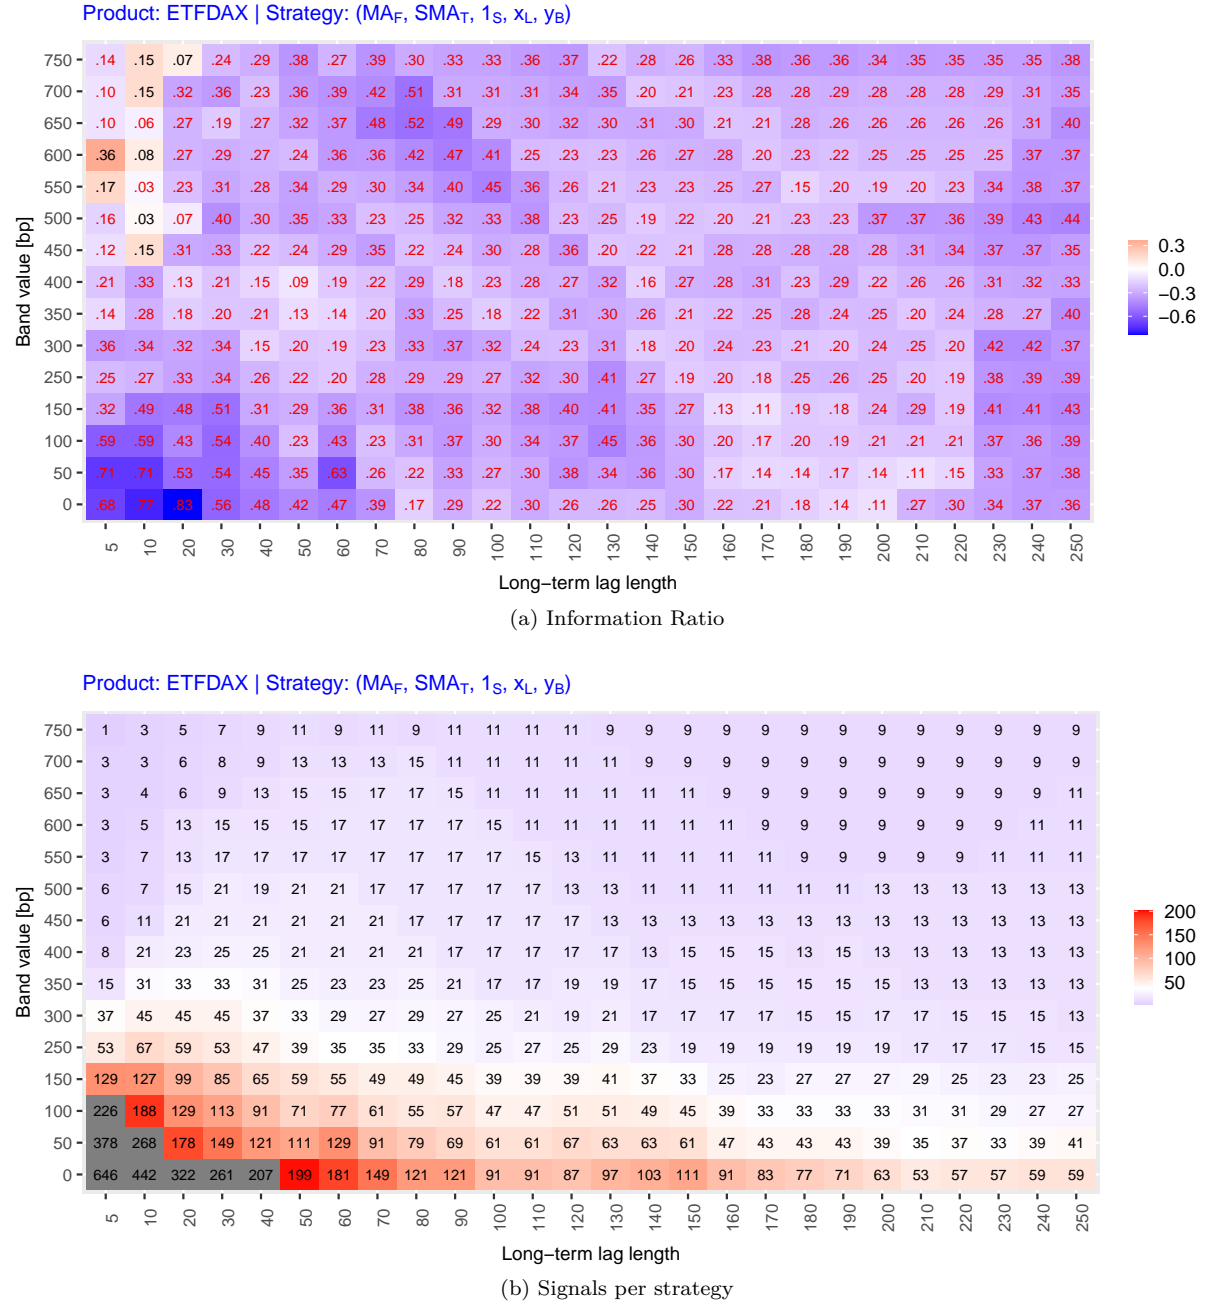 Product: ETFDAX | Strategy: (MA_F, SMA_T, 1_S, x_L, y_B)
750 .14 .15 .07 .24 .29 .38 .27 .39 .30 .33 .33 .36 .37 .22 .28 .26 .33 .38 .36 .36 .34 .35 .35 .35 .35 .38
700 .10 .15 .32 .36 .23 .36 .39 .42 .51 .31 .31 .31 .34 .35 .20 .21 .23 .28 .28 .29 .28 .28 .28 .29 .31 .35
650 .10 .06 .27 .19 .27 .32 .37 .48 .52 .49 .29 .30 .32 .30 .31 .30 .21 .21 .28 .26 .26 .26 .26 .26 .31 .40
600 .36 .08 .27 .29 .27 .24 .36 .36 .42 .47 .41 .25 .23 .23 .26 .27 .28 .20 .23 .22 .25 .25 .25 .25 .37 .37
550 .17 .03 .23 .31 .28 .34 .29 .30 .34 .40 .45 .36 .26 .21 .23 .23 .25 .27 .15 .20 .19 .20 .23 .34 .38 .37
500 .16 .03 .07 .40 .30 .35 .33 .23 .25 .32 .33 .38 .23 .25 .19 .22 .20 .21 .23 .23 .37 .37 .36 .39 .43 .44
450 .12 .15 .31 .33 .22 .24 .29 .35 .22 .24 .30 .28 .36 .20 .22 .21 .28 .28 .28 .28 .28 .31 .34 .37 .37 .35
400 .21 .33 .13 .21 .15 .09 .19 .22 .29 .18 .23 .28 .27 .32 .16 .27 .28 .31 .23 .29 .22 .26 .26 .31 .32 .33
350 .14 .28 .18 .20 .21 .13 .14 .20 .33 .25 .18 .22 .31 .30 .26 .21 .22 .25 .28 .24 .25 .20 .24 .28 .27 .40
300 .36 .34 .32 .34 .15 .20 .19 .23 .33 .37 .32 .24 .23 .31 .18 .20 .24 .23 .21 .20 .24 .25 .22 .42 .42 .37
250 .25 .27 .33 .34 .26 .22 .20 .28 .29 .29 .27 .32 .30 .41 .27 .19 .20 .18 .25 .26 .25 .20 .19 .38 .39 .39
150 .32 .49 .48 .51 .31 .29 .36 .31 .38 .36 .32 .38 .40 .41 .35 .27 .13 .11 .19 .18 .24 .29 .19 .41 .41 .43
100 .59 .59 .43 .54 .40 .23 .43 .23 .31 .37 .30 .34 .37 .45 .36 .30 .20 .17 .20 .19 .21 .21 .21 .37 .36 .39
50 .71 .71 .53 .54 .45 .35 .63 .26 .22 .33 .27 .30 .38 .34 .36 .30 .17 .14 .14 .17 .14 .11 .15 .33 .37 .38
0 .68 .77 .83 .56 .48 .42 .47 .39 .17 .29 .22 .30 .26 .26 .25 .30 .22 .21 .18 .14 .11 .27 .30 .34 .37 .36
5 10 20 30 40 50 60 70 80 90 100 110 120 130 140 150 160 170 180 190 200 210 220 230 240 250
Band value [bp]
Long−term lag length
0.3
0.0
−0.3
−0.6
(a) Information Ratio
Product: ETFDAX | Strategy: (MA_F, SMA_T, 1_S, x_L, y_B)
750 1 3 5 7 9 11 9 11 9 11 11 11 11 9 9 9 9 9 9 9 9 9 9 9 9 9
700 3 3 6 8 9 13 13 13 15 11 11 11 11 11 9 9 9 9 9 9 9 9 9 9 9 9
650 3 4 6 9 13 15 15 17 17 15 11 11 11 11 11 11 9 9 9 9 9 9 9 9 9 11
600 3 5 13 15 15 15 17 17 17 17 15 11 11 11 11 11 11 9 9 9 9 9 9 9 11 11
550 3 7 13 17 17 17 17 17 17 17 17 15 13 11 11 11 11 11 9 9 9 9 9 11 11 11
500 6 7 15 21 19 21 21 17 17 17 17 17 13 13 11 11 11 11 11 11 13 13 13 13 13 13
450 6 11 21 21 21 21 21 21 17 17 17 17 17 13 13 13 13 13 13 13 13 13 13 13 13 13
400 8 21 23 25 25 21 21 21 21 17 17 17 17 17 13 15 15 15 13 15 13 13 13 13 13 13
350 15 31 33 33 31 25 23 23 25 21 17 17 19 19 17 15 15 15 15 15 15 13 13 13 13 13
300 37 45 45 45 37 33 29 27 29 27 25 21 19 21 17 17 17 17 15 15 17 17 15 15 15 13
250 53 67 59 53 47 39 35 35 33 29 25 27 25 29 23 19 19 19 19 19 19 17 17 17 15 15
150 129 127 99 85 65 59 55 49 49 45 39 39 39 41 37 33 25 23 27 27 27 29 25 23 23 25
100 226 188 129 113 91 71 77 61 55 57 47 47 51 51 49 45 39 33 33 33 33 31 31 29 27 27
50 378 268 178 149 121 111 129 91 79 69 61 61 67 63 63 61 47 43 43 43 39 35 37 33 39 41
0 646 442 322 261 207 199 181 149 121 121 91 91 87 97 103 111 91 83 77 71 63 53 57 57 59 59
5 10 20 30 40 50 60 70 80 90 100 110 120 130 140 150 160 170 180 190 200 210 220 230 240 250
Band value [bp]
Long−term lag length
200
150
100
50
(b) Signals per strategy